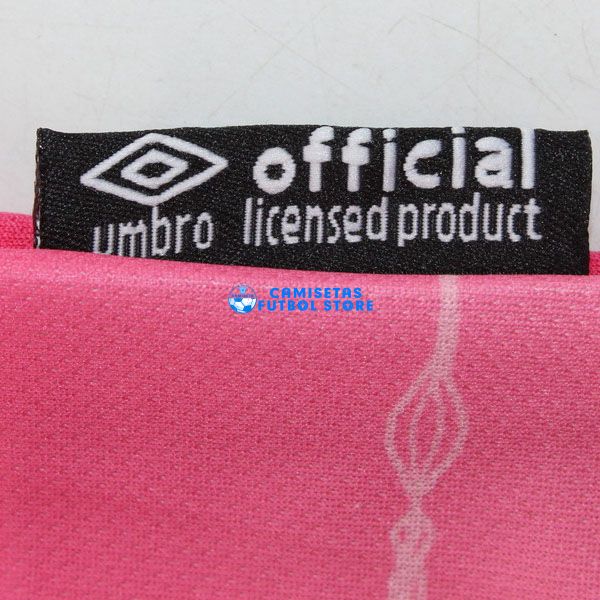 official
umbro licensed product
CAMISETAS
FUTBOL STORE